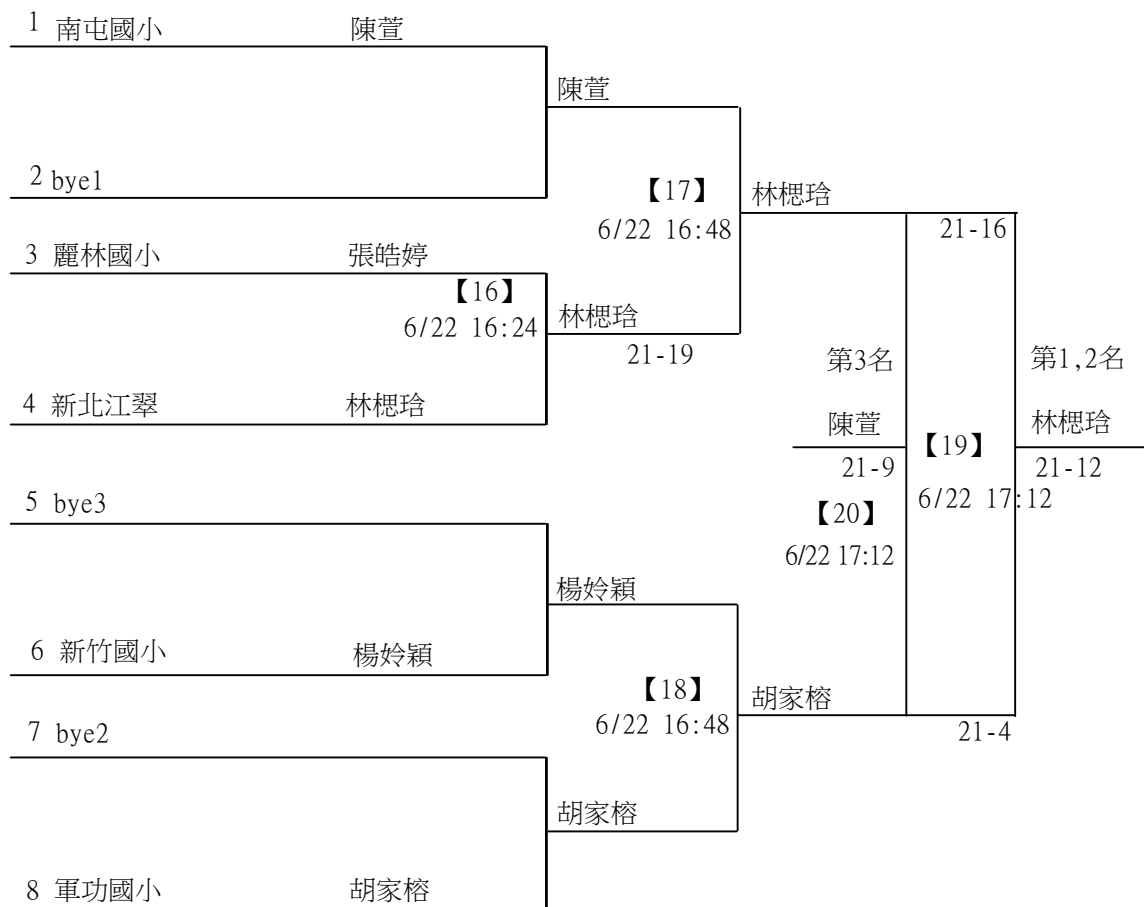 1 南屯國小 陳萱
陳萱
2 bye1
【17】
林楒琀
6/22 16:48
21-16
3 麗林國小 張皓婷
【16】
林楒琀
6/22 16:24
21-19
第3名
第1,2名
4 新北江翠 林楒琀
陳萱
林楒琀
【19】
21-9
21-12
5 bye3
6/22 17:12
【20】
6/22 17:12
楊姈穎
6 新竹國小 楊姈穎
【18】
胡家榕
7 bye2
6/22 16:48
21-4
胡家榕
8 軍功國小 胡家榕